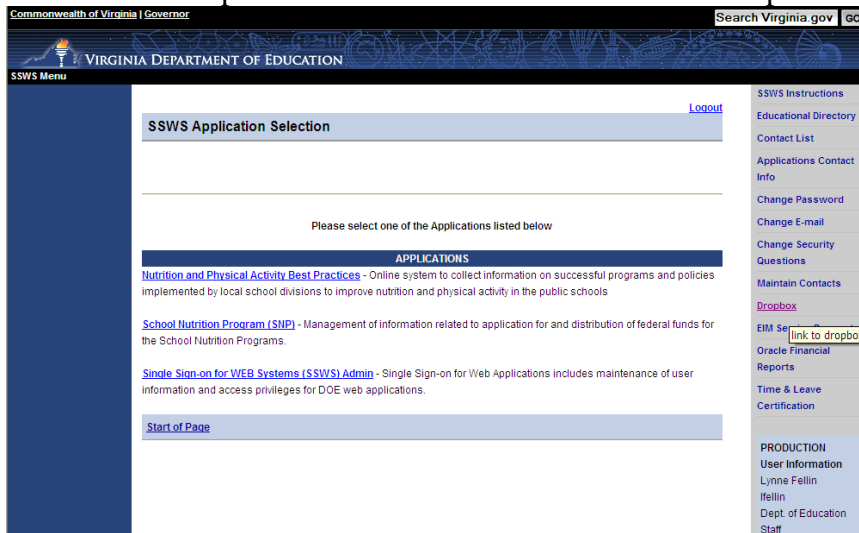 Commonwealth of Virginia | Governor
Search Virginia.gov GO
VIRGINIA DEPARTMENT OF EDUCATION
SSWS Menu
Logout
SSWS Application Selection
Please select one of the Applications listed below
APPLICATIONS
Nutrition and Physical Activity Best Practices - Online system to collect information on successful programs and policies
implemented by local school divisions to improve nutrition and physical activity in the public schools
School Nutrition Program (SNP) - Management of information related to application for and distribution of federal funds for
the School Nutrition Programs.
Single Sign-on for WEB Systems (SSWS) Admin - Single Sign-on for Web Applications includes maintenance of user
information and access privileges for DOE web applications.
Start of Page
SSWS Instructions
Educational Directory
Contact List
Applications Contact
Info
Change Password
Change E-mail
Change Security
Questions
Maintain Contacts
Dropbox
EIM
link to dropbo
Oracle Financial
Reports
Time & Leave
Certification
PRODUCTION
User Information
Lynne Fellin
lfellin
Dept. of Education
Staff